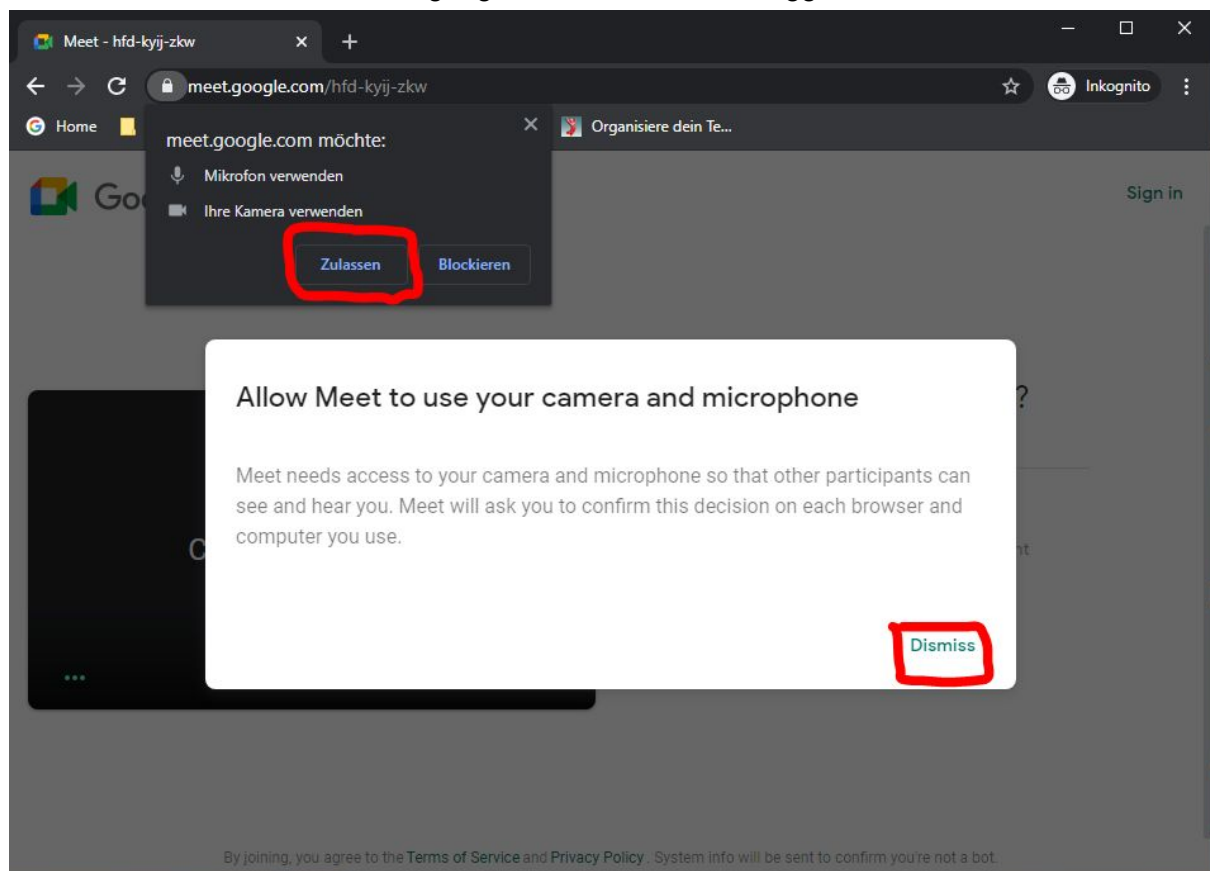 Meet - hfd-kyij-zkw
meet.google.com/hfd-kyij-zkw
Inkognito
Home
Organisiere dein Te...
meet.google.com möchte:
Mikrofon verwenden
Ihre Kamera verwenden
Zulassen Blockieren
Sign in
Allow Meet to use your camera and microphone
?
Meet needs access to your camera and microphone so that other participants can
see and hear you. Meet will ask you to confirm this decision on each browser and
computer you use.
Dismiss
By joining, you agree to the Terms of Service and Privacy Policy. System info will be sent to confirm you're not a bot.